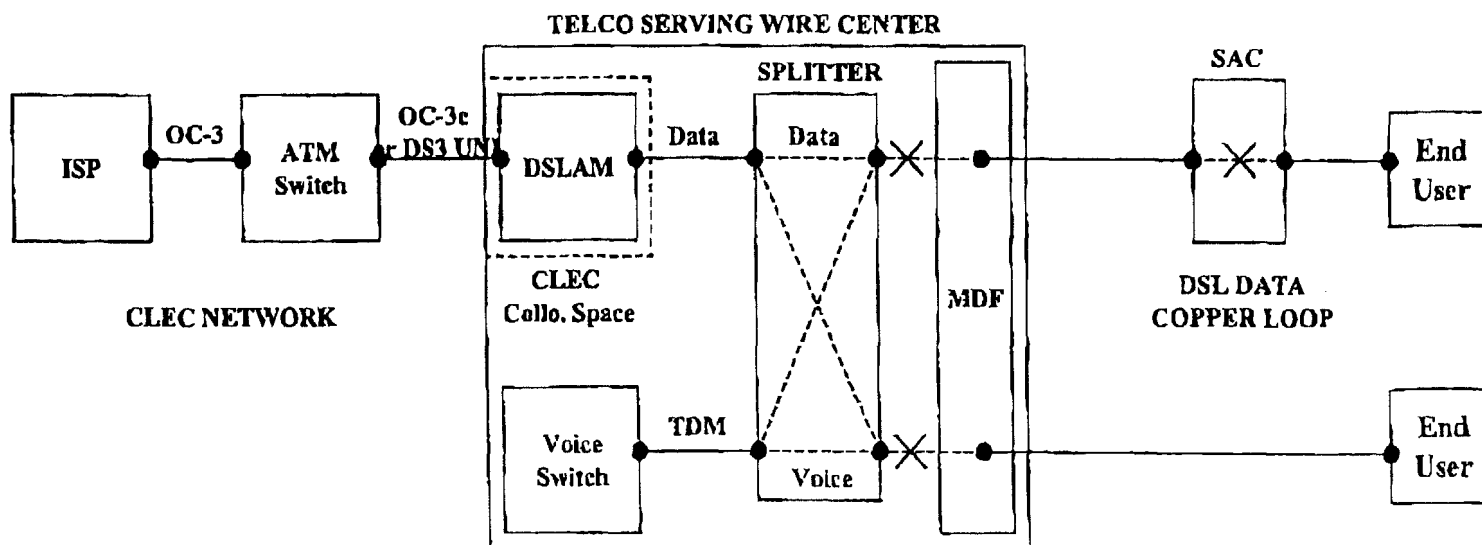 TELCO SERVING WIRE CENTER
SPLITTER
SAC
ISP
OC-3
ATM
Switch
OC-3c
r DS3 UNI
DSLAM
Data
Data
End
User
CLEC
Collo. Space
MDF
CLEC NETWORK
DSL DATA
COPPER LOOP
Voice
Switch
TDM
Voice
End
User